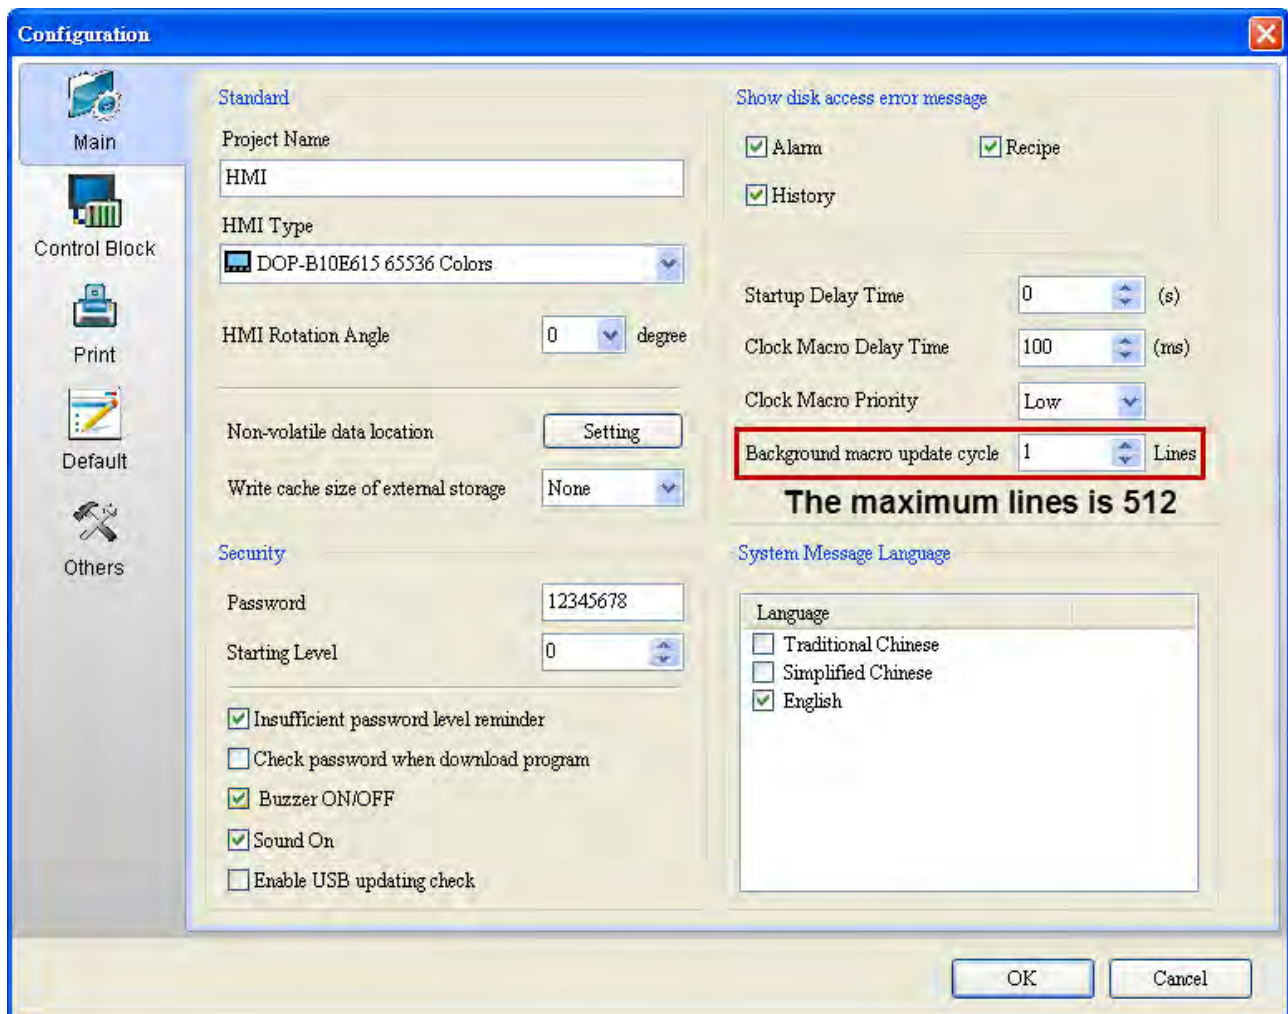 Configuration
Main
Control Block
Print
Default
Others
Standard
Project Name
HMI
HMI Type
DOP-B10E615 65536 Colors
HMI Rotation Angle 0 degree
Non-volatile data location Setting
Write cache size of external storage None
Security
Password 12345678
Starting Level 0
Insufficient password level reminder
Check password when download program
Buzzer ON/OFF
Sound On
Enable USB updating check
Show disk access error message
Alarm Recipe
History
Startup Delay Time 0 (s)
Clock Macro Delay Time 100 (ms)
Clock Macro Priority Low
Background macro update cycle 1 Lines
The maximum lines is 512
System Message Language
Language
Traditional Chinese
Simplified Chinese
English
OK Cancel